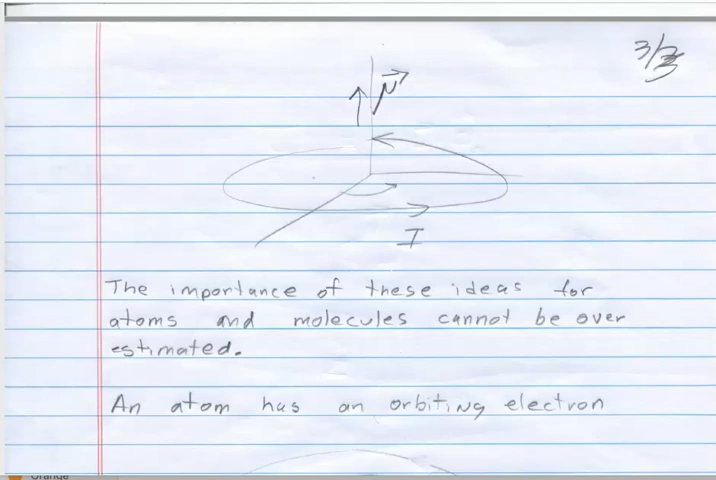 3/3
μ
I
The importance of these ideas for
atoms and molecules cannot be over
estimated.
An atom has an orbiting electron
Orange